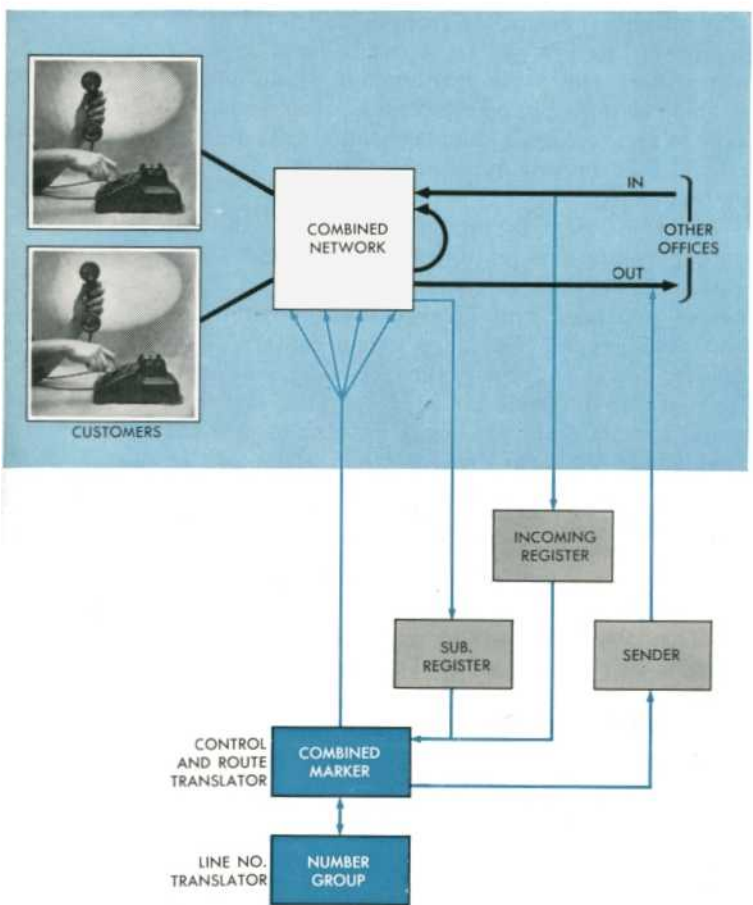 COMBINED
NETWORK
IN
OUT
OTHER
OFFICES
CUSTOMERS
INCOMING
REGISTER
SUB.
REGISTER
SENDER
CONTROL
AND ROUTE
TRANSLATOR
COMBINED
MARKER
LINE NO.
TRANSLATOR
NUMBER
GROUP